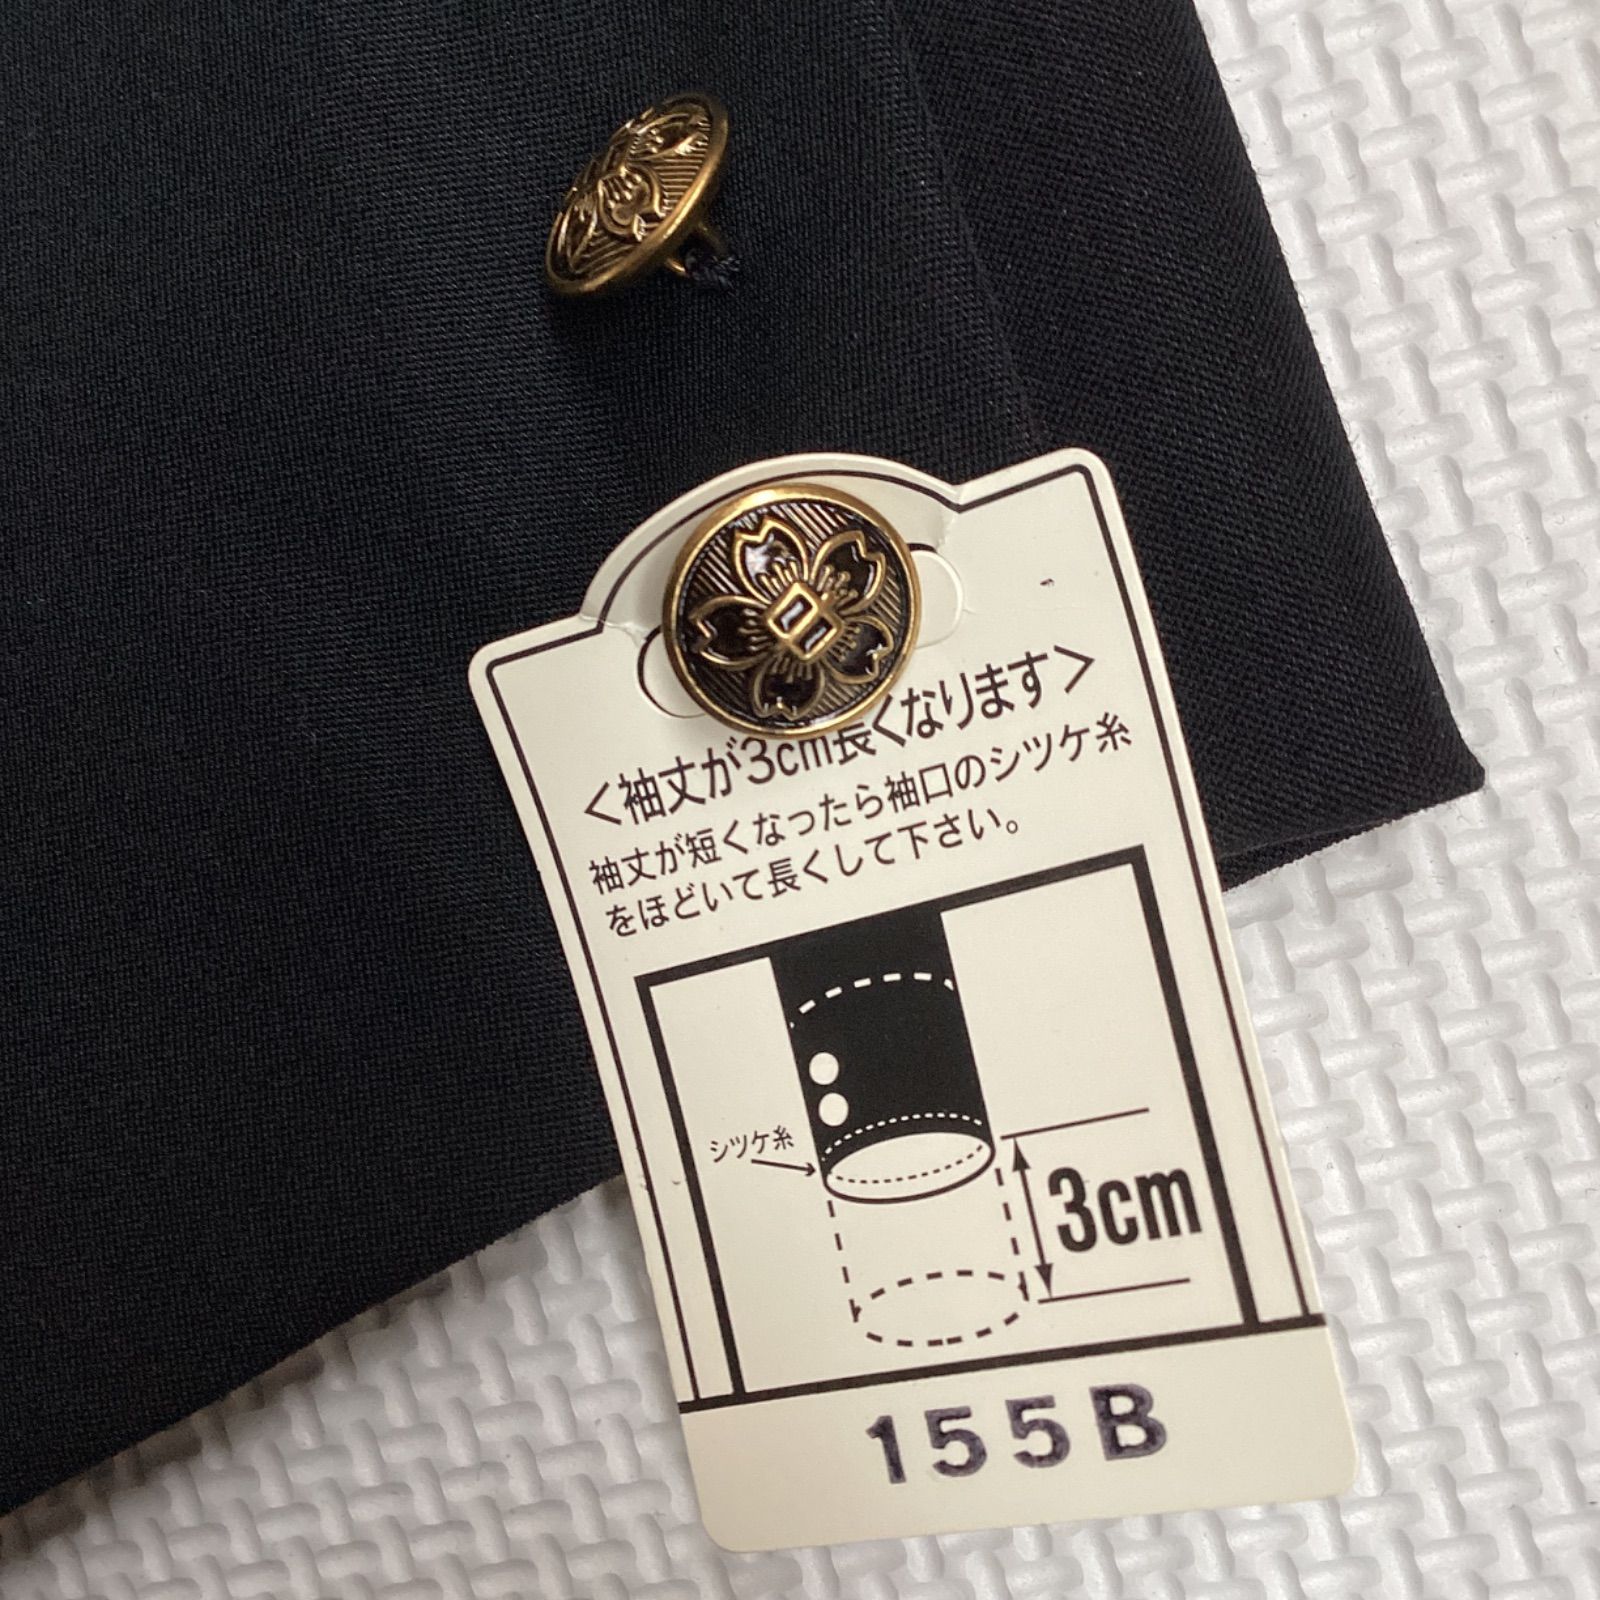 <袖丈が3cm長くなります>
袖丈が短くなったら袖口のシツケ糸
をほどいて長くして下さい。
シツケ糸
3cm
155B